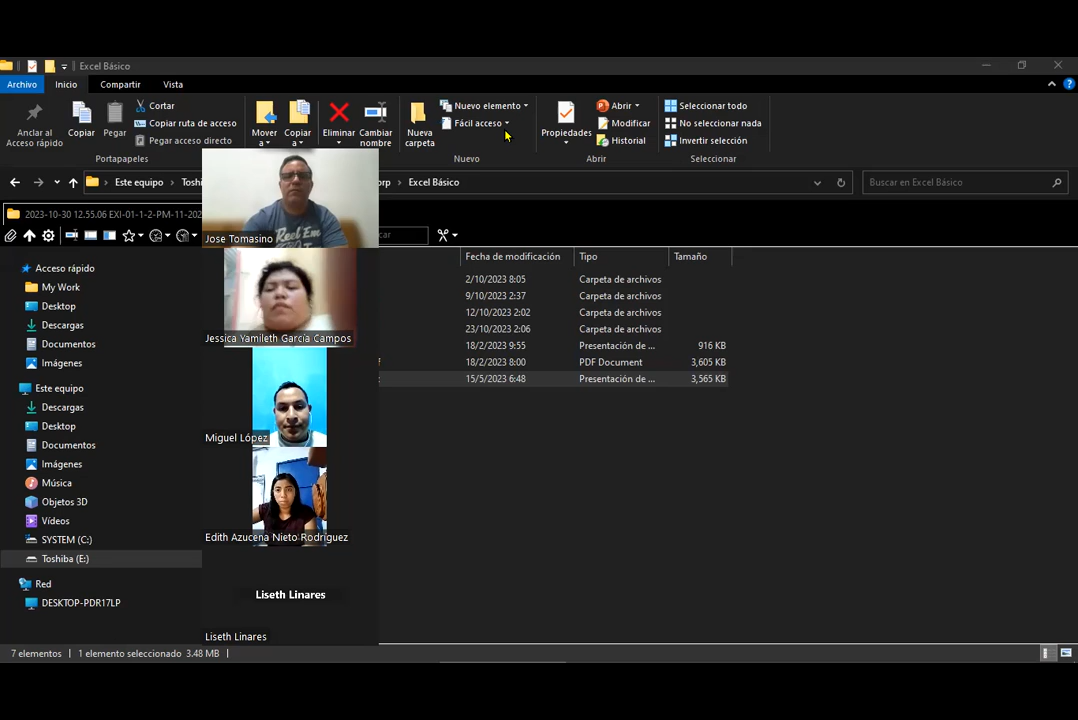 Excel Básico
Archivo Inicio Compartir Vista
Anclar al Acceso rápido
Copiar
Pegar
Cortar
Copiar ruta de acceso
Pegar acceso directo
Portapapeles
Mover a
Copiar a
Eliminar
Cambiar nombre
Nueva carpeta
Nuevo elemento
Fácil acceso
Nuevo
Propiedades
Abrir
Modificar
Historial
Abrir
Seleccionar todo
No seleccionar nada
Invertir selección
Seleccionar
Este equipo Toshi orp Excel Básico
Buscar en Excel Básico
2023-10-30 12.55.06 EXI-01-1-2-PM-11-202
car
Fecha de modificación Tipo Tamaño
2/10/2023 8:05 Carpeta de archivos
9/10/2023 2:37 Carpeta de archivos
12/10/2023 2:02 Carpeta de archivos
23/10/2023 2:06 Carpeta de archivos
18/2/2023 9:55 Presentación de ... 916 KB
f 18/2/2023 8:00 PDF Document 3,605 KB
15/5/2023 6:48 Presentación de ... 3,565 KB
Acceso rápido
My Work
Desktop
Descargas
Documentos
Imágenes
Este equipo
Descargas
Desktop
Documentos
Imágenes
Música
Objetos 3D
Vídeos
SYSTEM (C:)
Toshiba (E:)
Red
DESKTOP-PDR17LP
Jose Tomasino
Jessica Yamileth García Campos
Miguel López
Edith Azucena Nieto Rodríguez
Liseth Linares
Liseth Linares
7 elementos 1 elemento seleccionado 3.48 MB